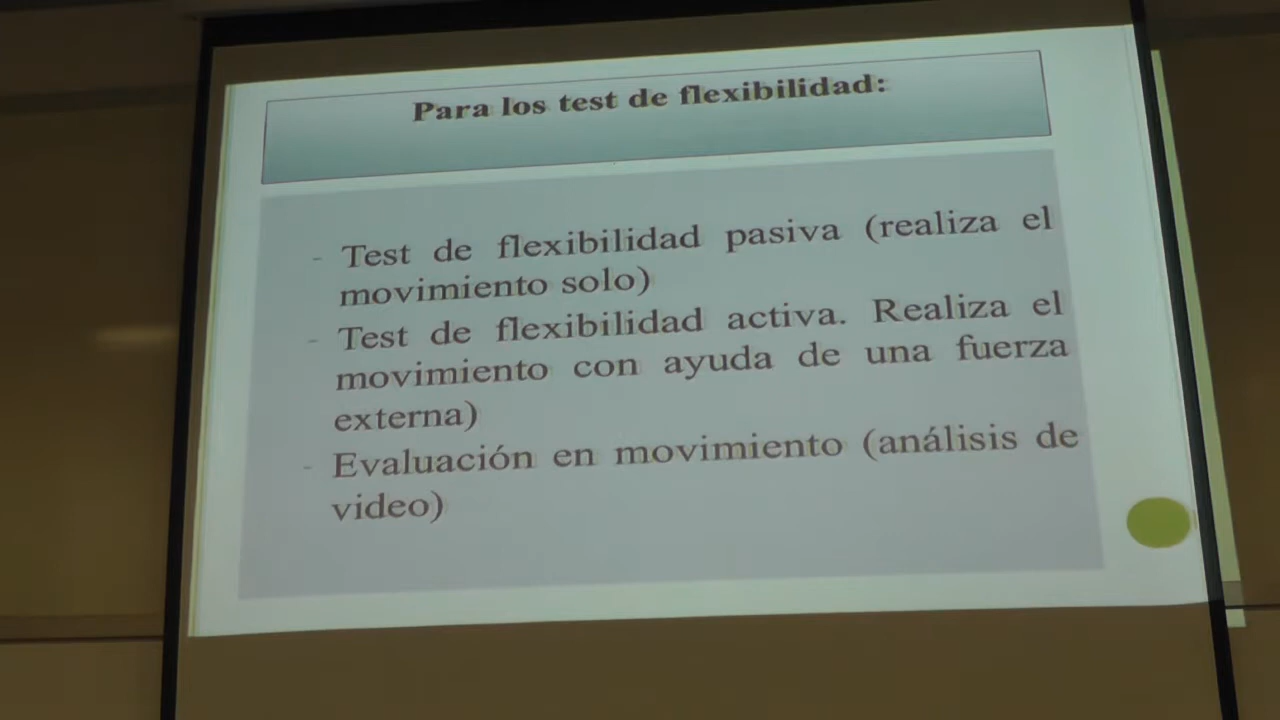 Para los test de flexibilidad:
- Test de flexibilidad pasiva (realiza el
movimiento solo)
- Test de flexibilidad activa. Realiza el
movimiento con ayuda de una fuerza
externa)
- Evaluación en movimiento (análisis de
video)